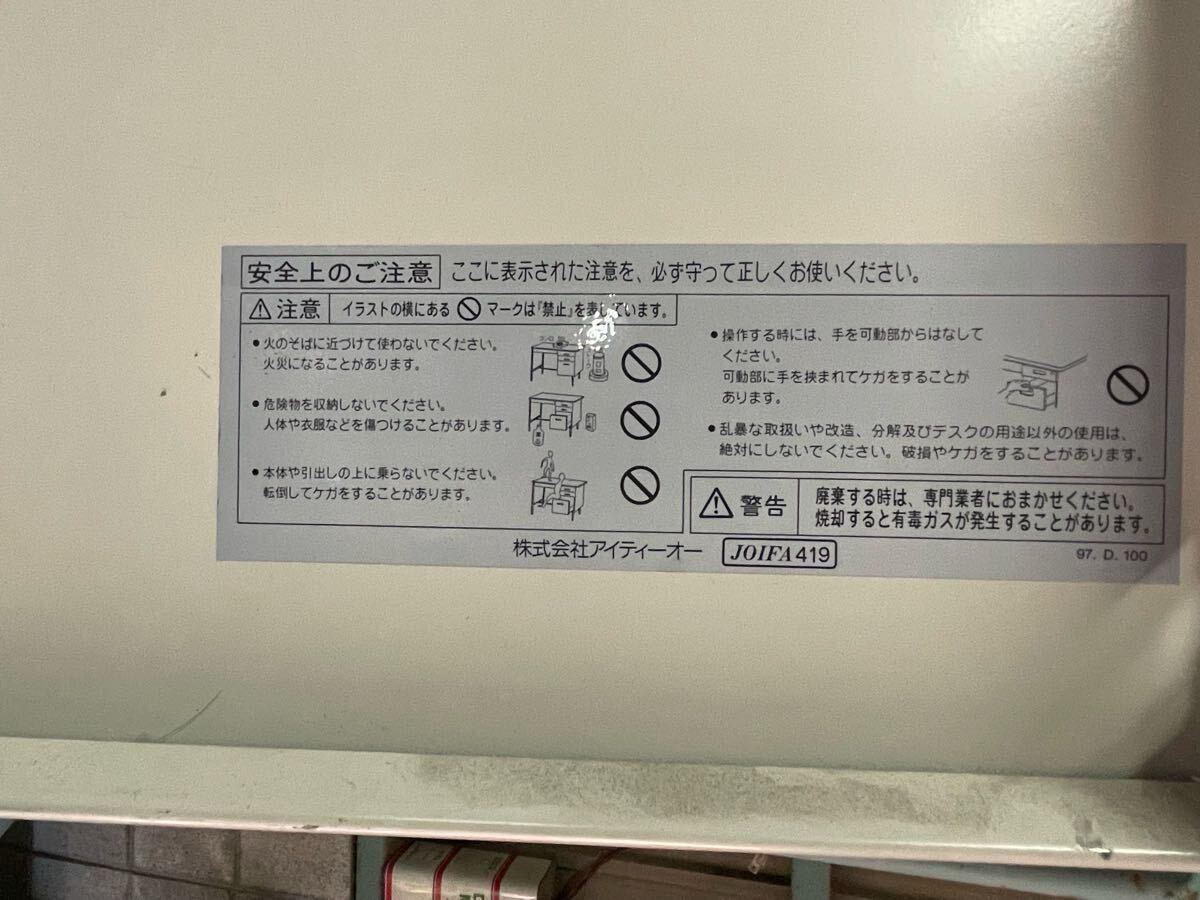 安全上のご注意 ここに表示された注意を、必ず守って正しくお使いください。
⚠注意 イラストの横にある🚫マークは『禁止』を表しています。
●火のそばに近づけて使わないでください。
火災になることがあります。
●危険物を収納しないでください。
人体や衣服などを傷つけることがあります。
●本体や引出しの上に乗らないでください。
転倒してケガをすることがあります。
●操作する時には、手を可動部からはなして
ください。
可動部に手を挟まれてケガをすることが
あります。
●乱暴な取扱いや改造、分解及びデスクの用途以外の使用は、
絶対にしないでください。破損やケガをすることがあります。
⚠警告
廃棄する時は、専門業者におまかせください。
焼却すると有毒ガスが発生することがあります。
株式会社アイティーオー JOIFA 419
97. D. 100